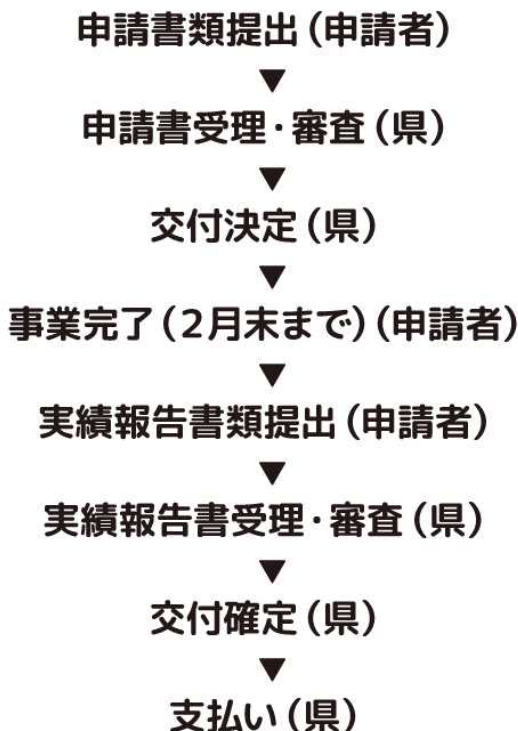 申請書類提出(申請者)
▼
申請書受理・審査(県)
▼
交付決定(県)
▼
事業完了(2月末まで)(申請者)
▼
実績報告書類提出(申請者)
▼
実績報告書受理・審査(県)
▼
交付確定(県)
▼
支払い(県)